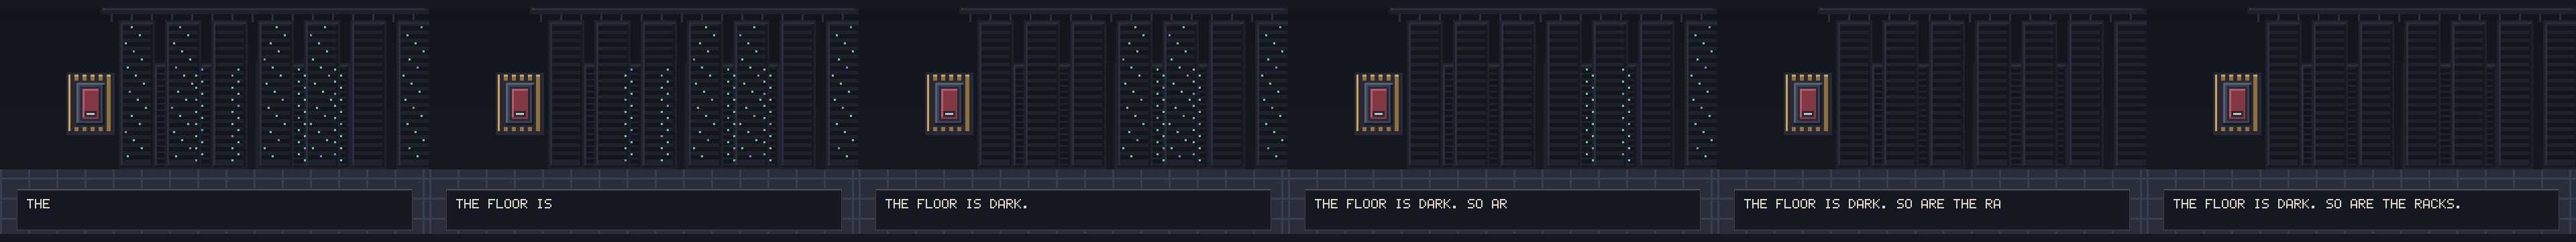 THE
THE FLOOR IS
THE FLOOR IS DARK.
THE FLOOR IS DARK. SO AR
THE FLOOR IS DARK. SO ARE THE RA
THE FLOOR IS DARK. SO ARE THE RACKS.